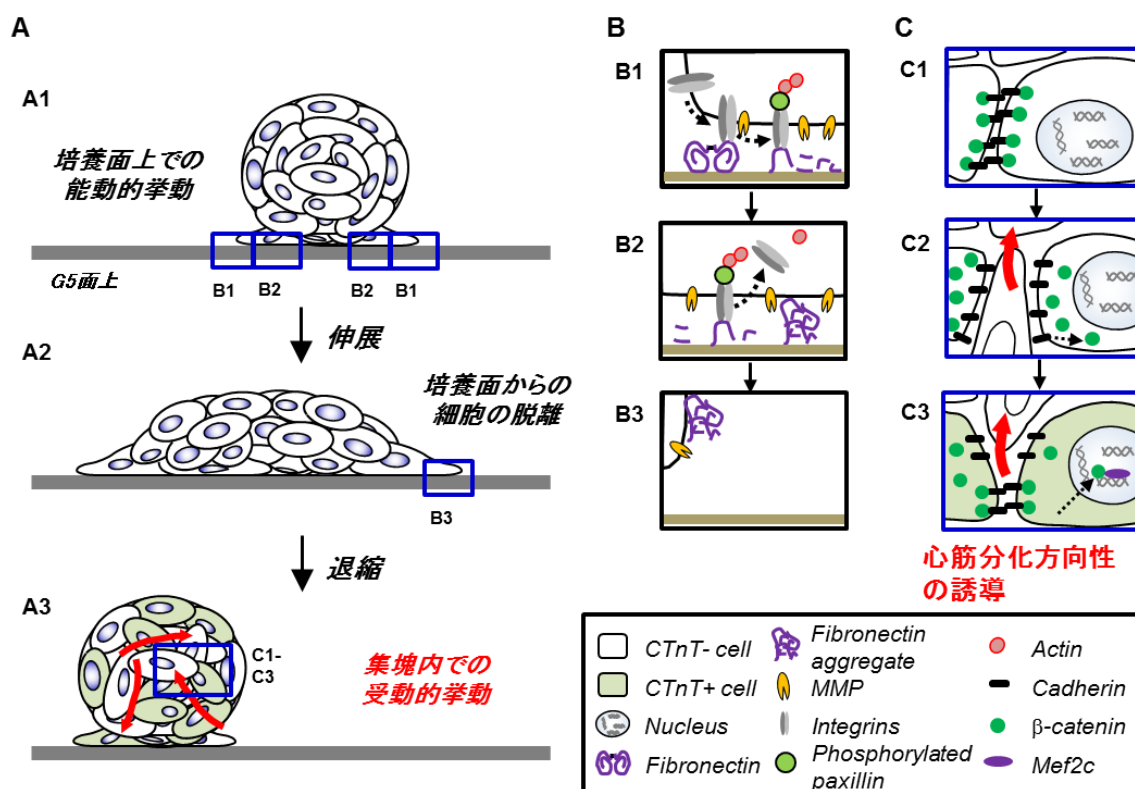 A
A1
培養面上での
能動的挙動
G5面上
B1
B2
B2
B1
伸展
A2
培養面からの
細胞の脱離
B3
退縮
A3
C1-
C3
集塊内での
受動的挙動
B
B1
B2
B3
C
C1
C2
C3
心筋分化方向性
の誘導
CTnT- cell
CTnT+ cell
Nucleus
Fibronectin
Fibronectin
aggregate
MMP
Integrins
Phosphorylated
paxillin
Actin
Cadherin
β-catenin
Mef2c